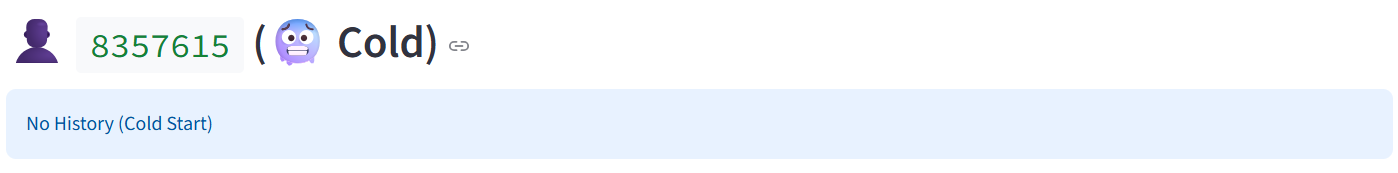 8357615 (🥶 Cold)
No History (Cold Start)